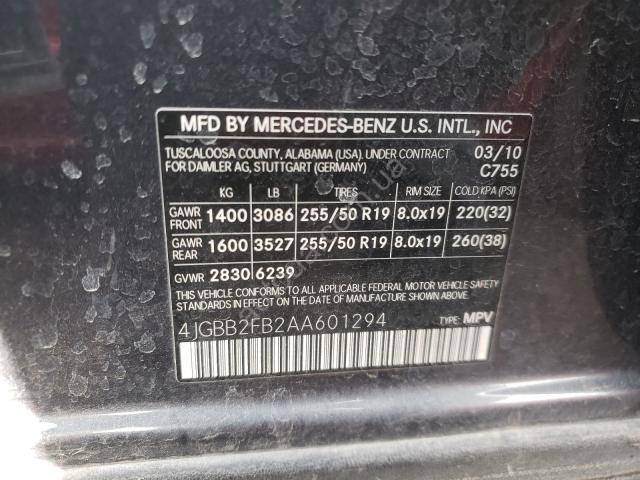 MFD BY MERCEDES-BENZ U.S. INTL., INC
TUSCALOOSA COUNTY, ALABAMA (USA). UNDER CONTRACT 03/10
FOR DAIMLER AG, STUTTGART (GERMANY) C755
KG LB TIRES RIM SIZE COLD KPA (PSI)
GAWR FRONT 1400 3086 255/50 R19 8.0x19 220(32)
GAWR REAR 1600 3527 255/50 R19 8.0x19 260(38)
GVWR 2830 6239
THIS VEHICLE CONFORMS TO ALL APPLICABLE FEDERAL MOTOR VEHICLE SAFETY
STANDARDS IN EFFECT ON THE DATE OF MANUFACTURE SHOWN ABOVE.
4JGBB2FB2AA601294 TYPE: MPV